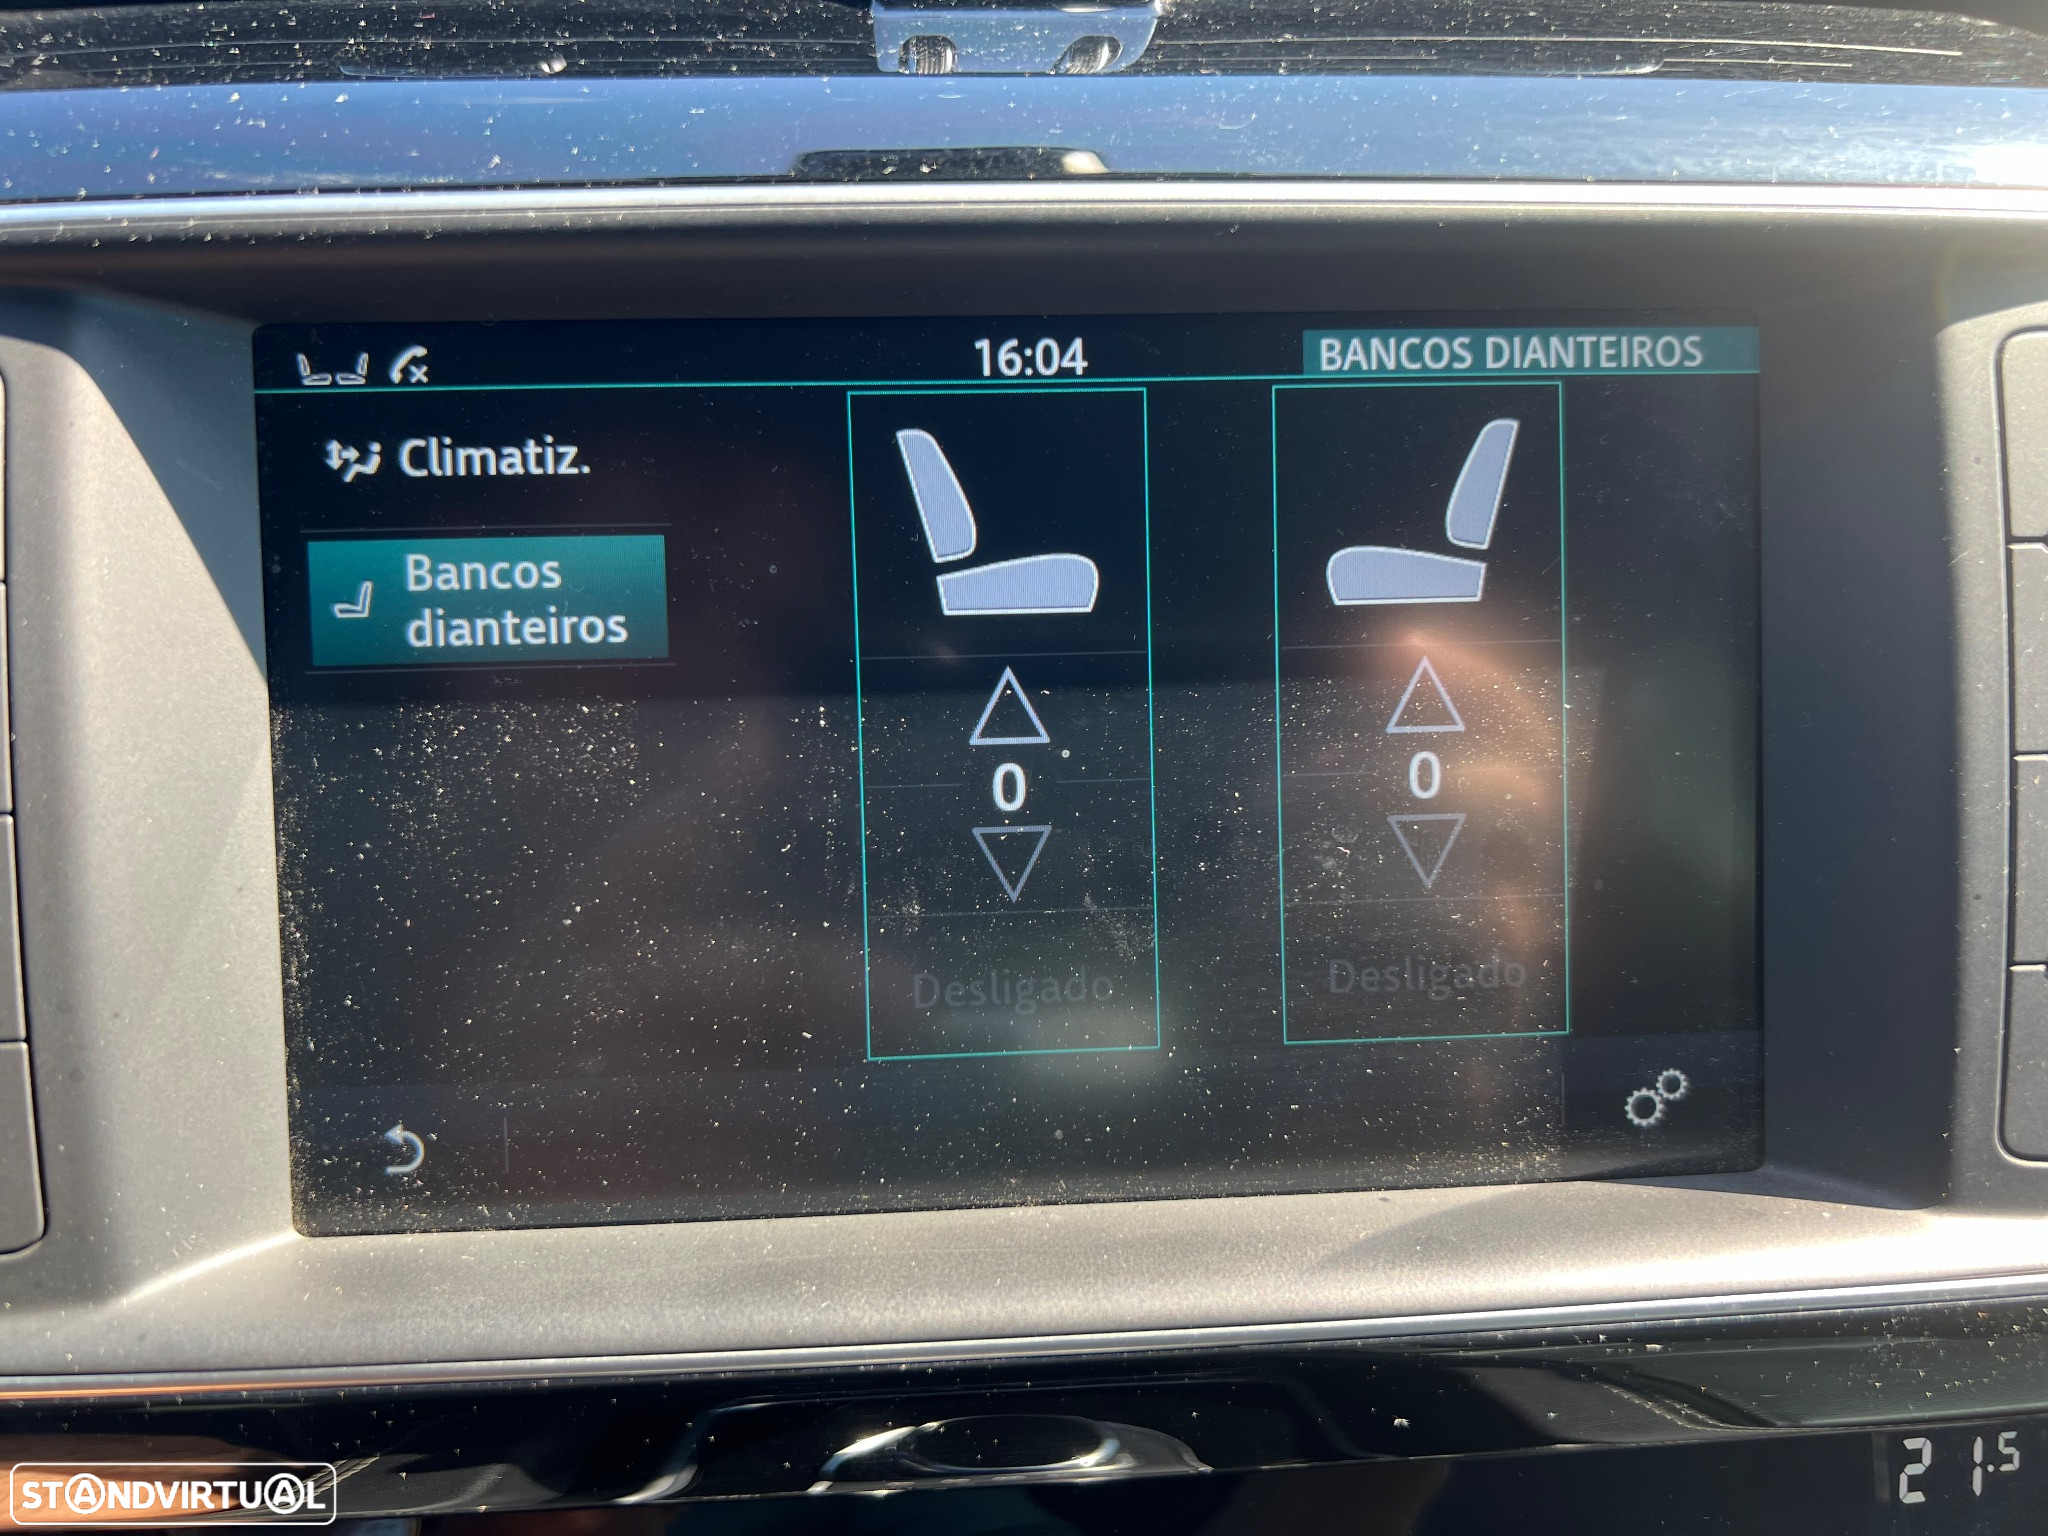 16:04
BANCOS DIANTEIROS
Climatiz.
Bancos
dianteiros
0
0
Desligado
Desligado
21.5
STANDVIRTUAL